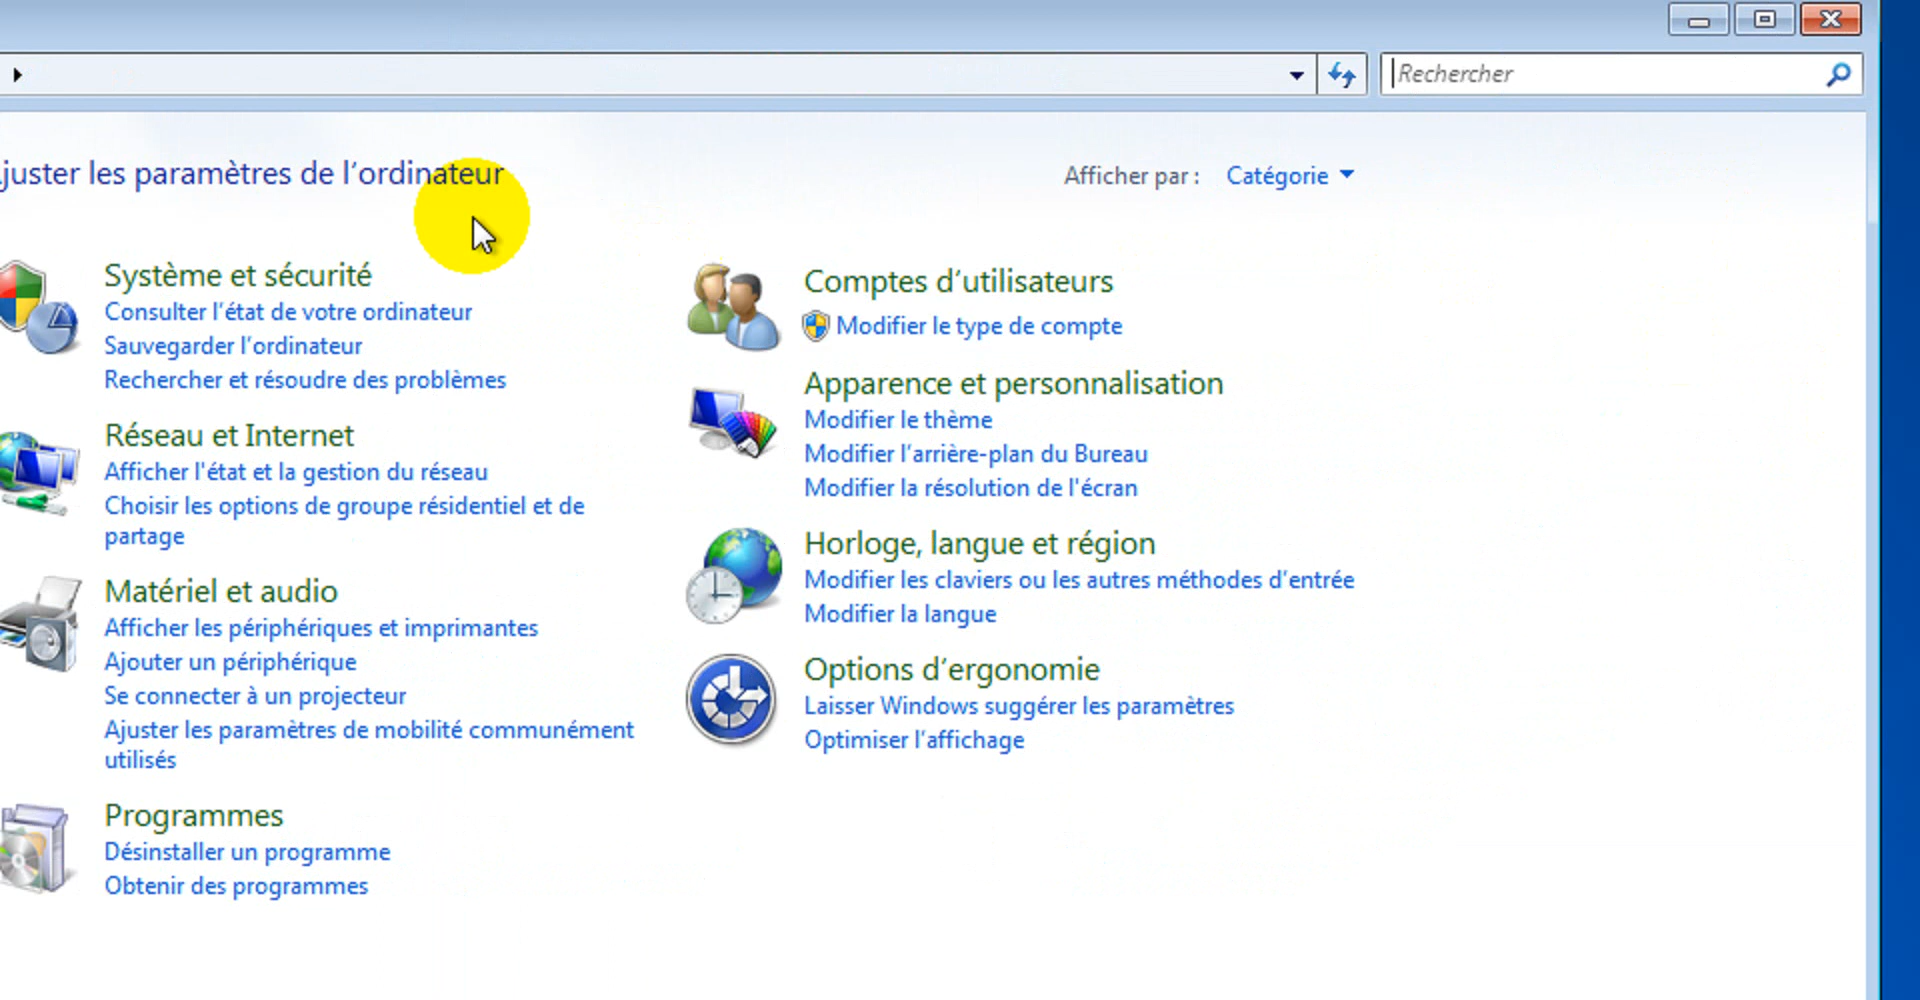 Rechercher
juster les paramètres de l'ordinateur
Afficher par : Catégorie
Système et sécurité
Consulter l'état de votre ordinateur
Sauvegarder l'ordinateur
Rechercher et résoudre des problèmes
Réseau et Internet
Afficher l'état et la gestion du réseau
Choisir les options de groupe résidentiel et de
partage
Matériel et audio
Afficher les périphériques et imprimantes
Ajouter un périphérique
Se connecter à un projecteur
Ajuster les paramètres de mobilité communément
utilisés
Programmes
Désinstaller un programme
Obtenir des programmes
Comptes d'utilisateurs
Modifier le type de compte
Apparence et personnalisation
Modifier le thème
Modifier l'arrière-plan du Bureau
Modifier la résolution de l'écran
Horloge, langue et région
Modifier les claviers ou les autres méthodes d'entrée
Modifier la langue
Options d'ergonomie
Laisser Windows suggérer les paramètres
Optimiser l'affichage